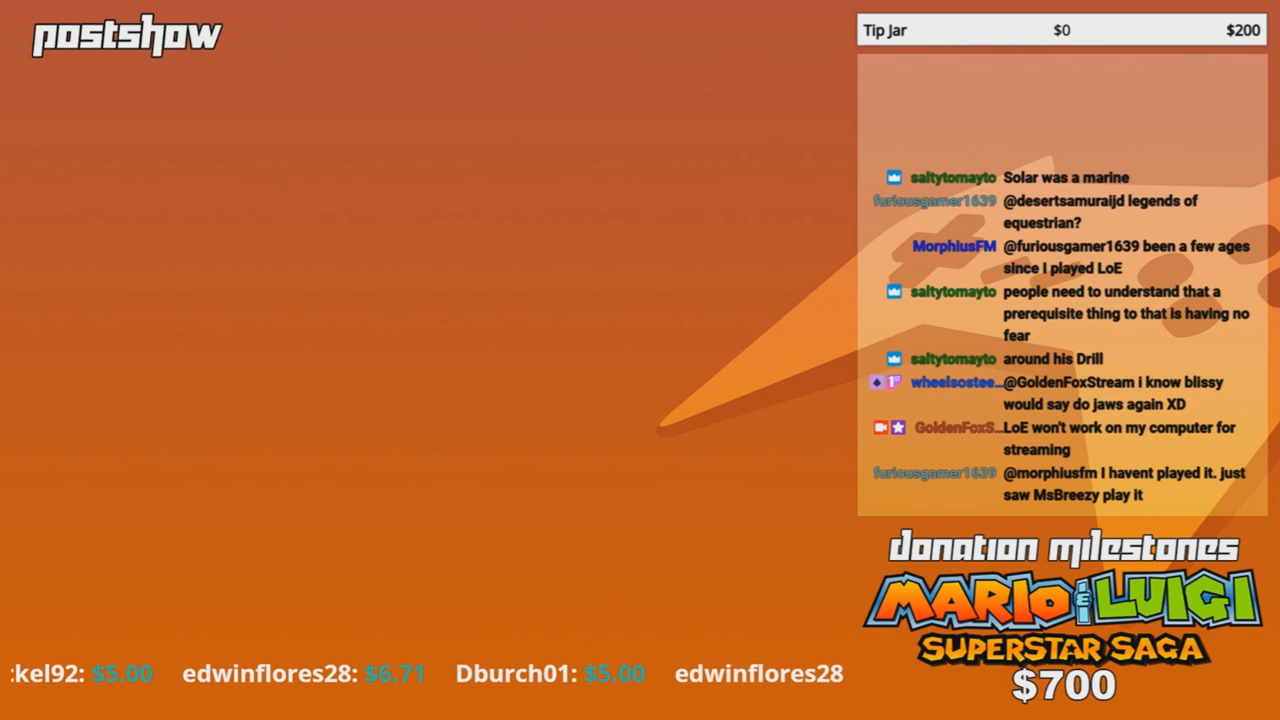 postshow
Tip Jar $0 $200
saltytomayto Solar was a marine
furiousgamer1639 @desertsamuraijd legends of
equestrian?
MorphiusFM @furiousgamer1639 been a few ages
since I played LoE
saltytomayto people need to understand that a
prerequisite thing to that is having no
fear
saltytomayto around his Drill
wheelsostee... @GoldenFoxStream i know blissy
would say do jaws again XD
GoldenFoxS... LoE won't work on my computer for
streaming
furiousgamer1639 @morphiusfm I havent played it. just
saw MsBreezy play it
donation milestones
MARIO & LUIGI
SUPERSTAR SAGA
$700
kel92: $5.00 edwinflores28: $6.71 Dburch01: $5.00 edwinflores28